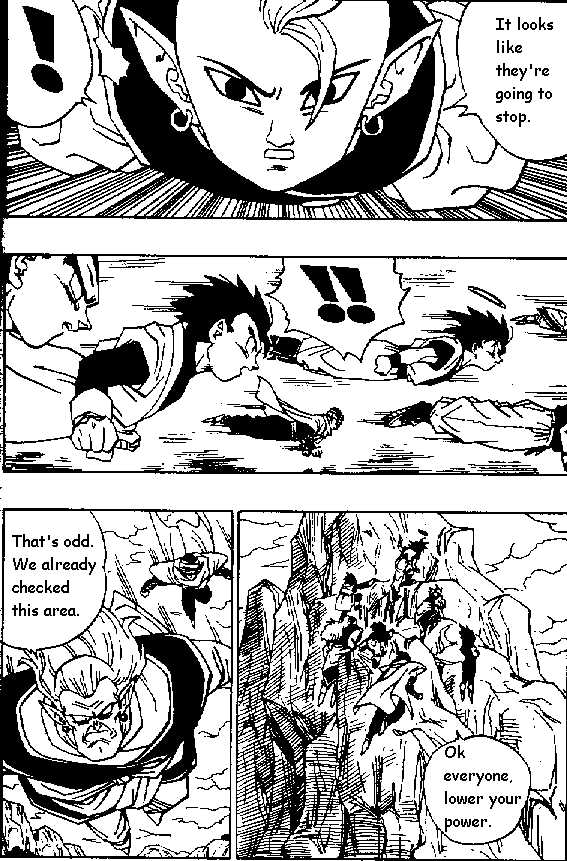 It looks
like
they're
going to
stop.
!
!!
That's odd.
We already
checked
this area.
Ok
everyone,
lower your
power.